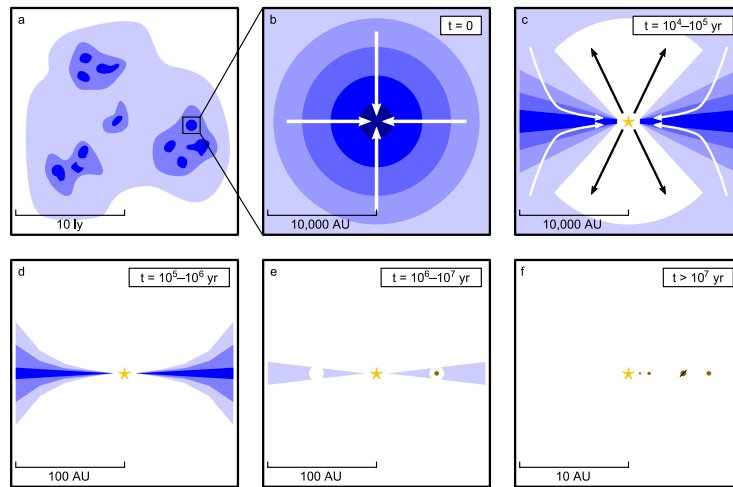 a
10 ly
b
t = 0
10,000 AU
c
t = 10⁴–10⁵ yr
10,000 AU
d
t = 10⁵–10⁶ yr
100 AU
e
t = 10⁶–10⁷ yr
100 AU
f
t > 10⁷ yr
10 AU